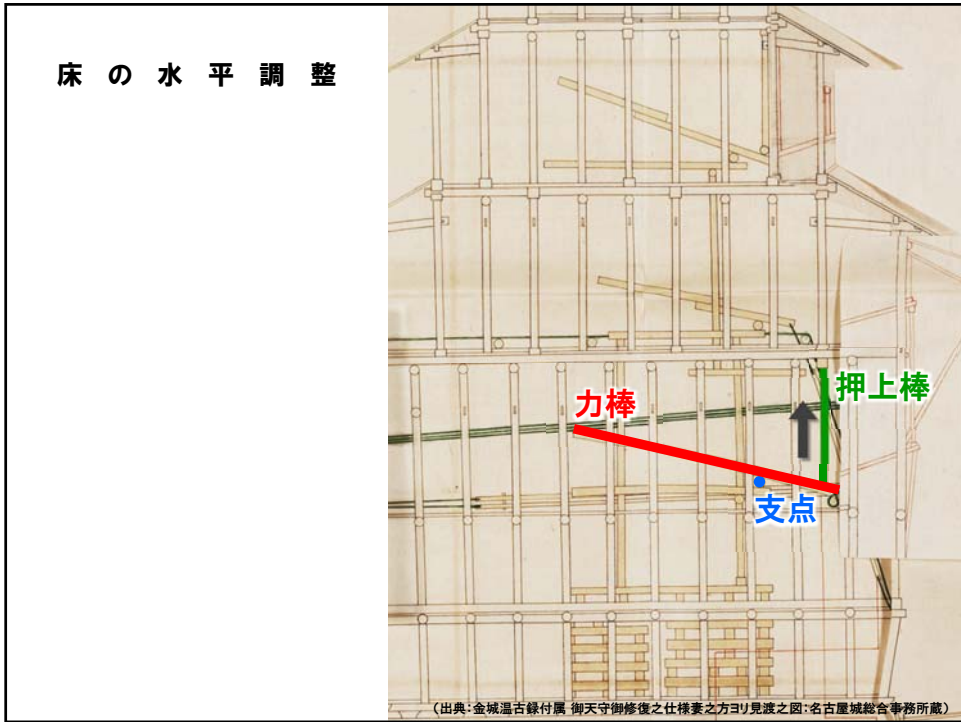 床の水平調整
力棒
押上棒
支点
（出典：金城温古録付属 御天守御修復之仕様妻之方ヨリ見渡之図：名古屋城総合事務所蔵）